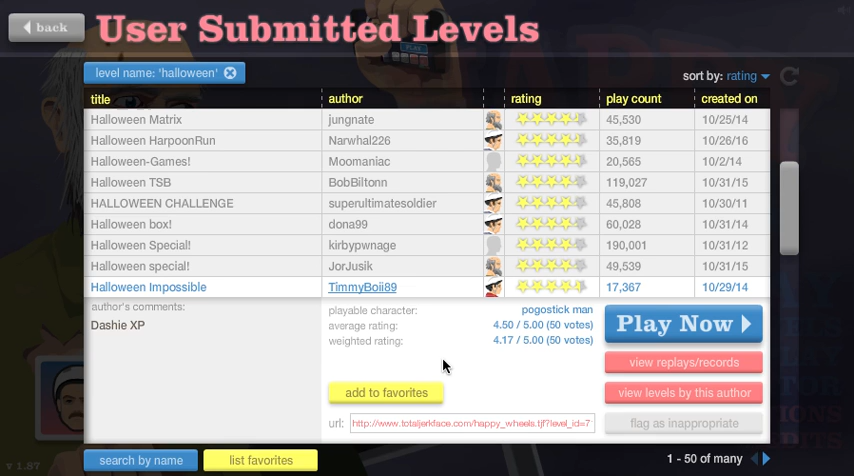 back
User Submitted Levels
level name: 'halloween'
sort by: rating
title author rating play count created on
Halloween Matrix jungnate 45,530 10/25/14
Halloween HarpoonRun Narwhal226 35,819 10/26/16
Halloween-Games! Moomaniac 20,565 10/2/14
Halloween TSB BobBiltonn 119,027 10/31/15
HALLOWEEN CHALLENGE superultimatesoldier 45,808 10/30/11
Halloween box! dona99 60,028 10/31/14
Halloween Special! kirbypwnage 190,001 10/31/12
Halloween special! JorJusik 49,539 10/31/15
Halloween Impossible TimmyBoii89 17,367 10/29/14
author's comments:
Dashie XP
playable character: pogostick man
average rating: 4.50 / 5.00 (50 votes)
weighted rating: 4.17 / 5.00 (50 votes)
Play Now
view replays/records
add to favorites
view levels by this author
url: http://www.totaljerkface.com/happy_wheels.tjf?level_id=7
flag as inappropriate
search by name
list favorites
1 - 50 of many
v 1.87